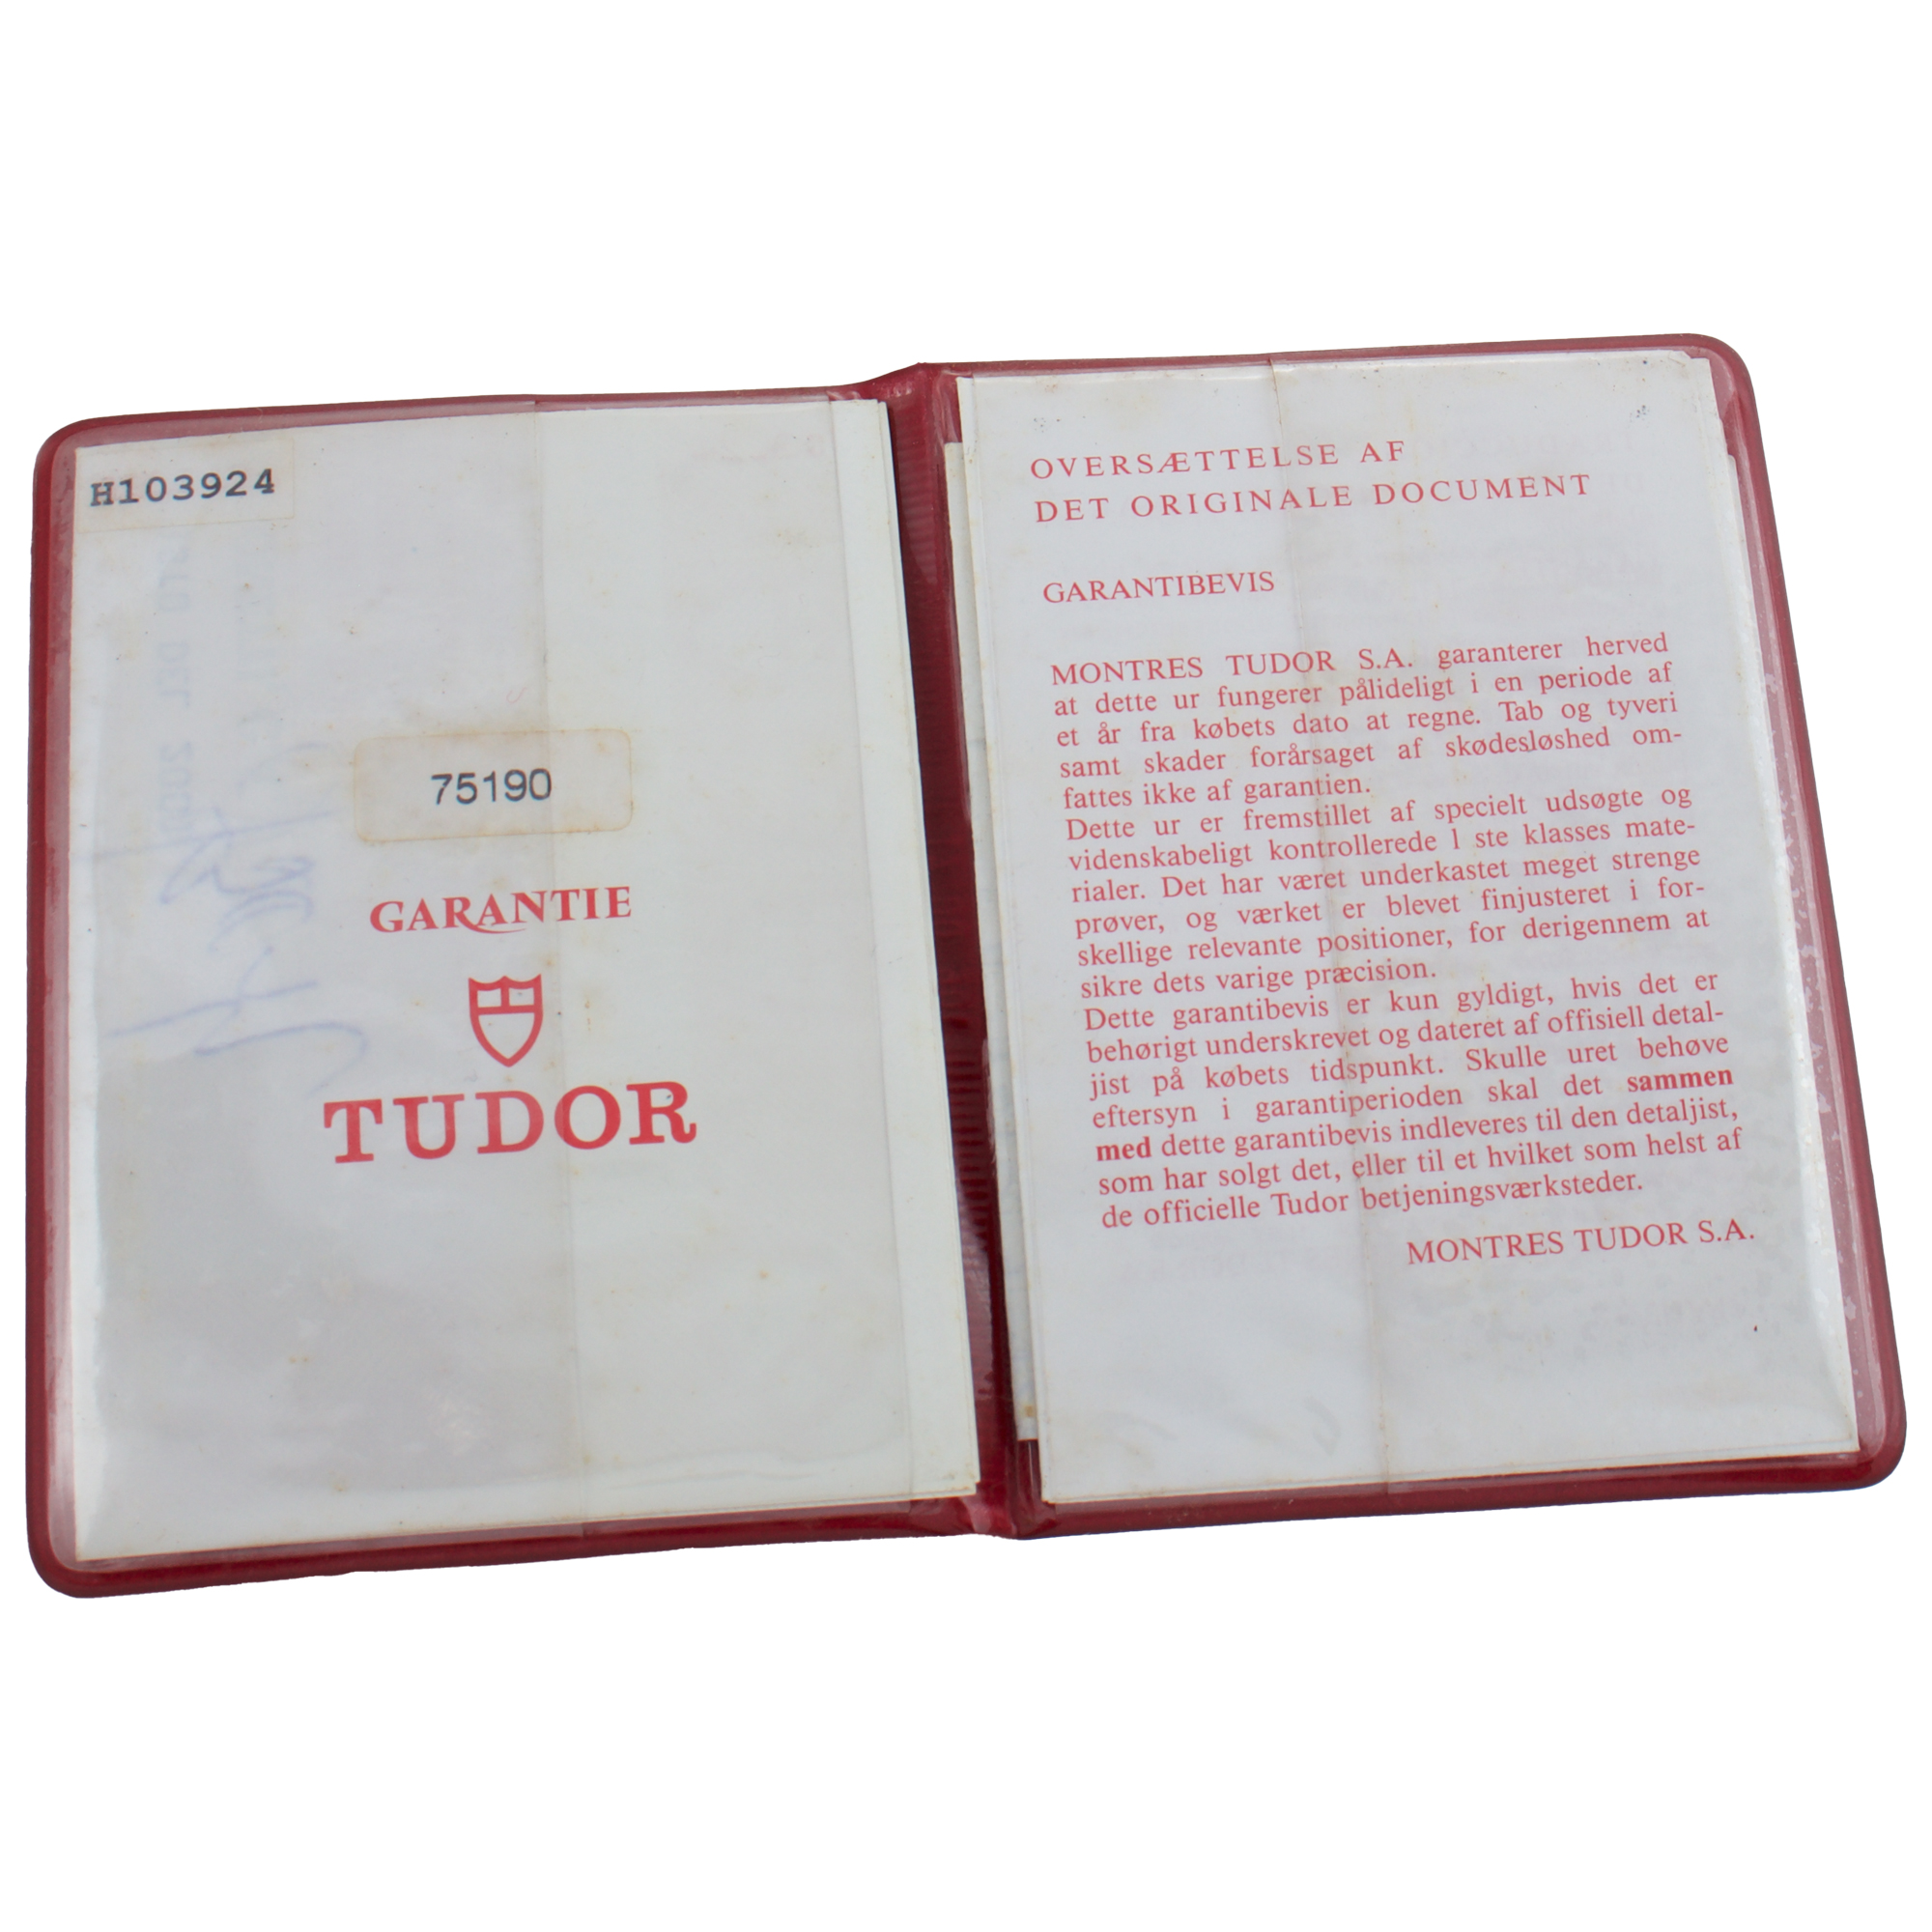 H103924
75190
GARANTIE
TUDOR
OVERSÆTTELSE AF
DET ORIGINALE DOCUMENT
GARANTIBEVIS
MONTRES TUDOR S.A. garanterer herved
at dette ur fungerer pålideligt i en periode af
et år fra købets dato at regne. Tab og tyveri
samt skader forårsaget af skødesløshed om-
fattes ikke af garantien.
Dette ur er fremstillet af specielt udsøgte og
videnskabeligt kontrollerede l ste klasses mate-
rialer. Det har været underkastet meget strenge
prøver, og værket er blevet finjusteret i for-
skellige relevante positioner, for derigennem at
sikre dets varige præcision.
Dette garantibevis er kun gyldigt, hvis det er
behørigt underskrevet og dateret af offisiell detal-
jist på købets tidspunkt. Skulle uret behøve
eftersyn i garantiperioden skal det sammen
med dette garantibevis indleveres til den detaljist,
som har solgt det, eller til et hvilket som helst af
de officielle Tudor betjeningsværksteder.
MONTRES TUDOR S.A.